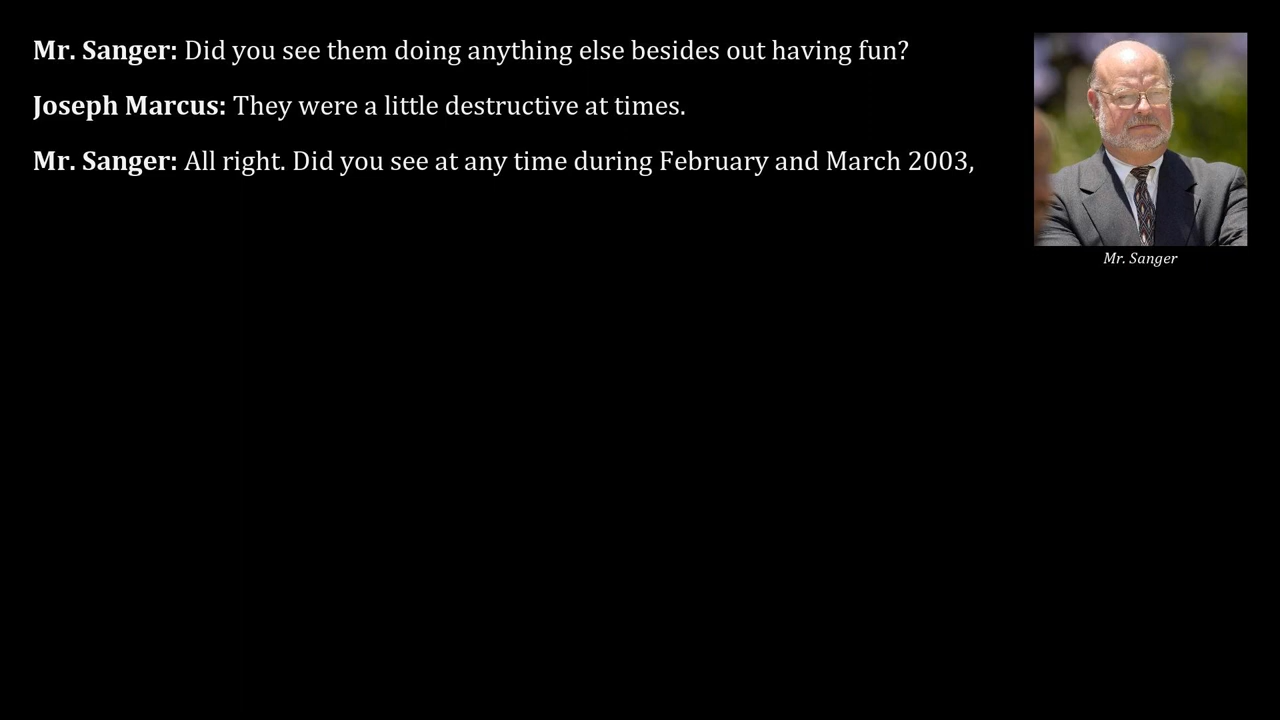 Mr. Sanger: Did you see them doing anything else besides out having fun?
Joseph Marcus: They were a little destructive at times.
Mr. Sanger: All right. Did you see at any time during February and March 2003,
Mr. Sanger